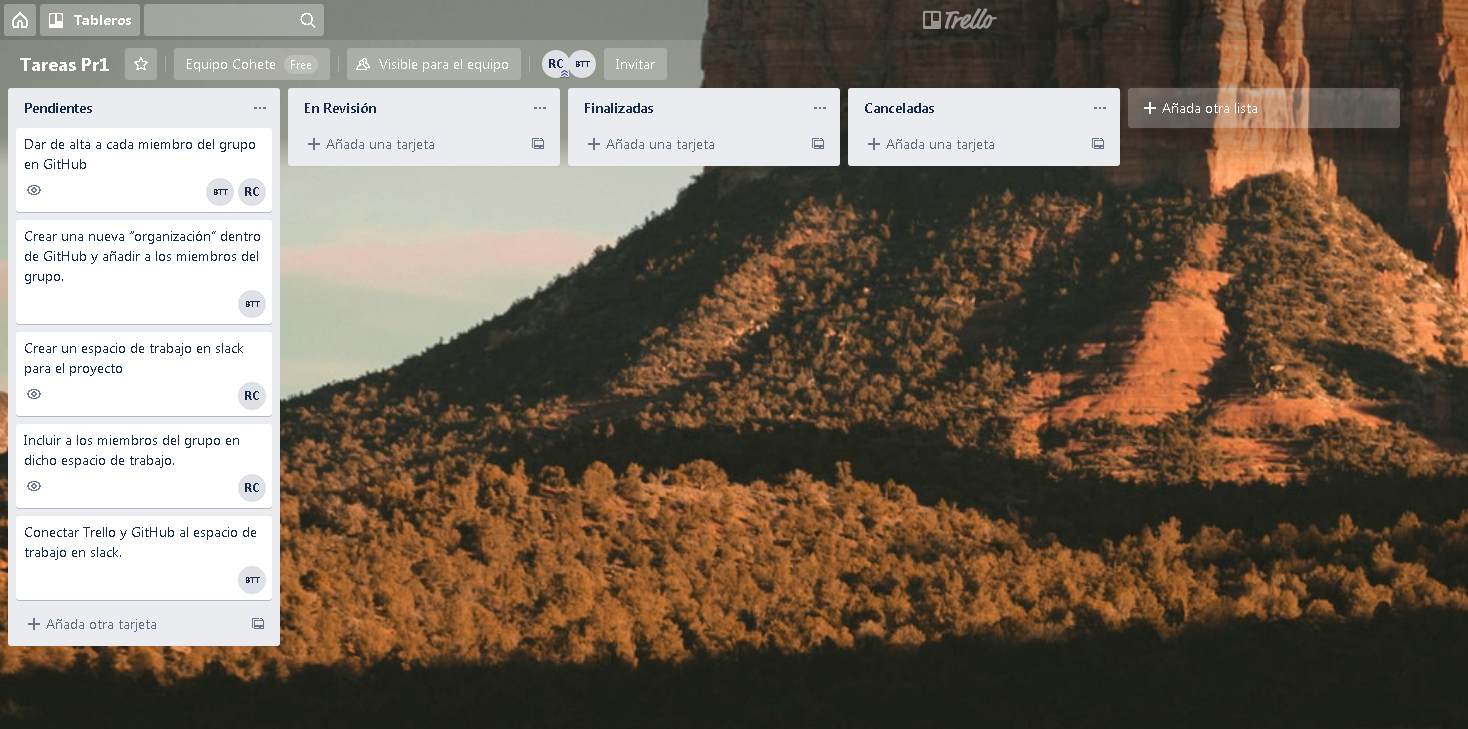 Tableros
Trello
Tareas Pr1
Equipo Cohete Free
Visible para el equipo
RC BTT
Invitar
Pendientes
Dar de alta a cada miembro del grupo
en GitHub
BTT RC
Crear una nueva "organización" dentro
de GitHub y añadir a los miembros del
grupo.
BTT
Crear un espacio de trabajo en slack
para el proyecto
RC
Incluir a los miembros del grupo en
dicho espacio de trabajo.
RC
Conectar Trello y GitHub al espacio de
trabajo en slack.
BTT
Añada otra tarjeta
En Revisión
Añada una tarjeta
Finalizadas
Añada una tarjeta
Canceladas
Añada una tarjeta
Añada otra lista